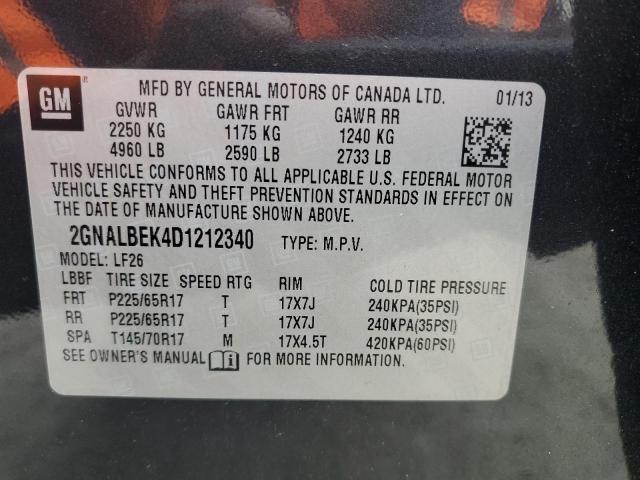 GM ®
MFD BY GENERAL MOTORS OF CANADA LTD. 01/13
GVWR GAWR FRT GAWR RR
2250 KG 1175 KG 1240 KG
4960 LB 2590 LB 2733 LB
THIS VEHICLE CONFORMS TO ALL APPLICABLE U.S. FEDERAL MOTOR
VEHICLE SAFETY AND THEFT PREVENTION STANDARDS IN EFFECT ON
THE DATE OF MANUFACTURE SHOWN ABOVE.
2GNALBEK4D1212340 TYPE: M.P.V.
MODEL: LF26
LBBF TIRE SIZE SPEED RTG RIM COLD TIRE PRESSURE
FRT P225/65R17 T 17X7J 240KPA(35PSI)
RR P225/65R17 T 17X7J 240KPA(35PSI)
SPA T145/70R17 M 17X4.5T 420KPA(60PSI)
SEE OWNER'S MANUAL FOR MORE INFORMATION.